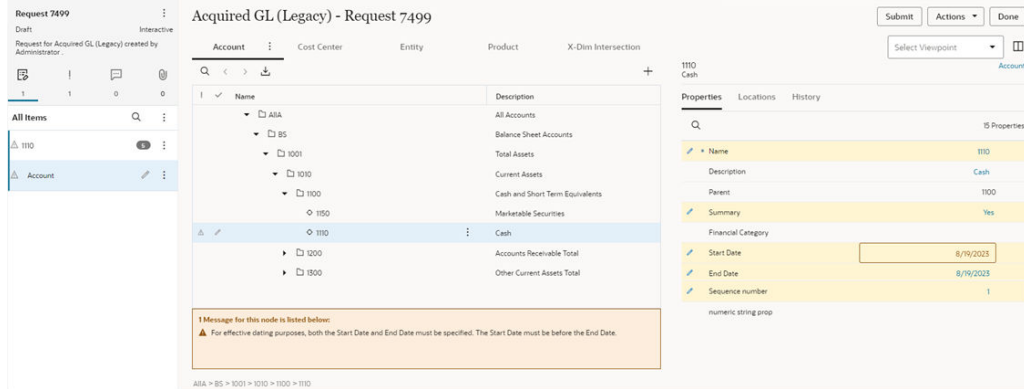 Request 7499
Draft
Interactive
Request for Acquired GL (Legacy) created by
Administrator .
1
1
0
0
All Items
1110
5
Account
Acquired GL (Legacy) - Request 7499
Submit
Actions
Done
Account
Cost Center
Entity
Product
X-Dim Intersection
Select Viewpoint
Name
Description
AllA
All Accounts
BS
Balance Sheet Accounts
1001
Total Assets
1010
Current Assets
1100
Cash and Short Term Equivalents
1150
Marketable Securities
1110
Cash
1200
Accounts Receivable Total
1300
Other Current Assets Total
1 Message for this node is listed below:
For effective dating purposes, both the Start Date and End Date must be specified. The Start Date must be before the End Date.
AllA > BS > 1001 > 1010 > 1100 > 1110
1110
Cash
Account
Properties
Locations
History
15 Properties
* Name
1110
Description
Cash
Parent
1100
Summary
Yes
Financial Category
Start Date
8/19/2023
End Date
8/19/2023
Sequence number
1
numeric string prop